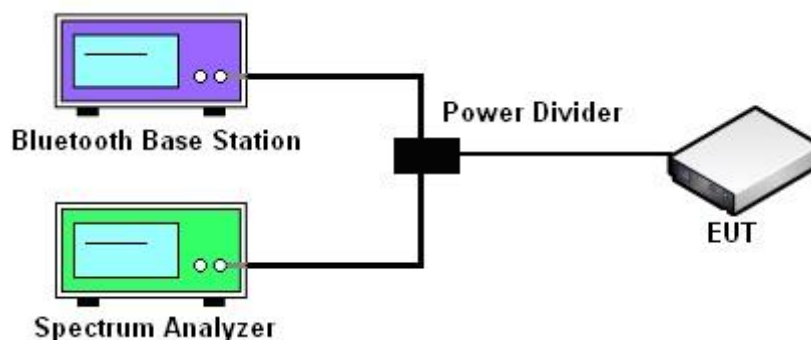 Bluetooth Base Station
Power Divider
EUT
Spectrum Analyzer